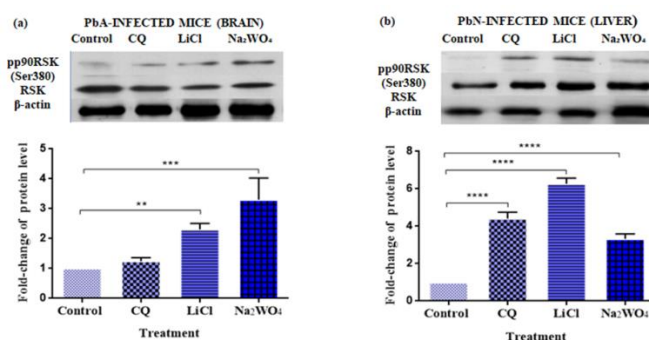 (a)
PbA-INFECTED MICE (BRAIN)
Control CQ LiCl Na₂WO₄
pp90RSK
(Ser380)
RSK
β-actin
Fold-change of protein level
5
4
3
2
1
0
***
**
Control CQ LiCl Na₂WO₄
Treatment
(b)
PbN-INFECTED MICE (LIVER)
Control CQ LiCl Na₂WO₄
pp90RSK
(Ser380)
RSK
β-actin
Fold-change of protein level
8
6
4
2
0
****
****
****
Control CQ LiCl Na₂WO₄
Treatment